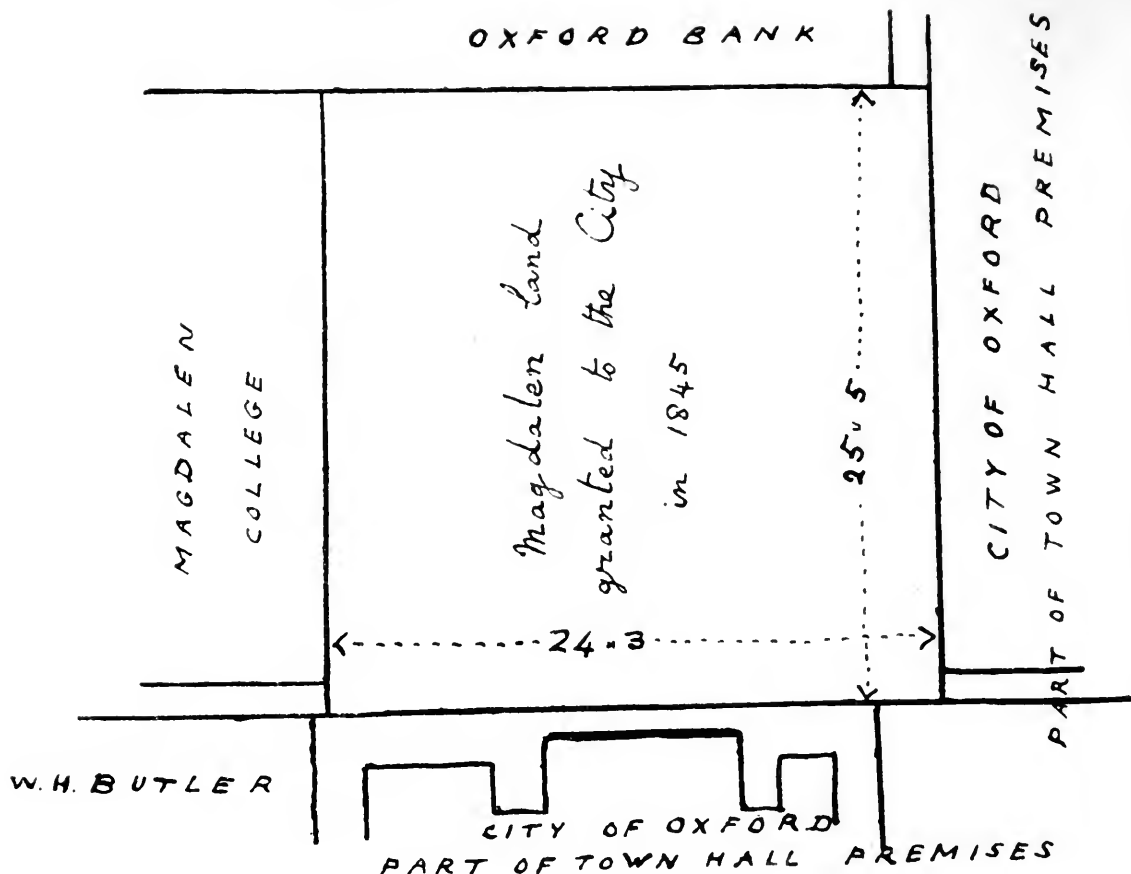 OXFORD BANK
MAGDALEN
COLLEGE
Magdalen land
granted to the City
in 1845
25" 5
24 " 3
CITY OF OXFORD
PART OF TOWN HALL PREMISES
W. H. BUTLER
CITY OF OXFORD
PART OF TOWN HALL PREMISES